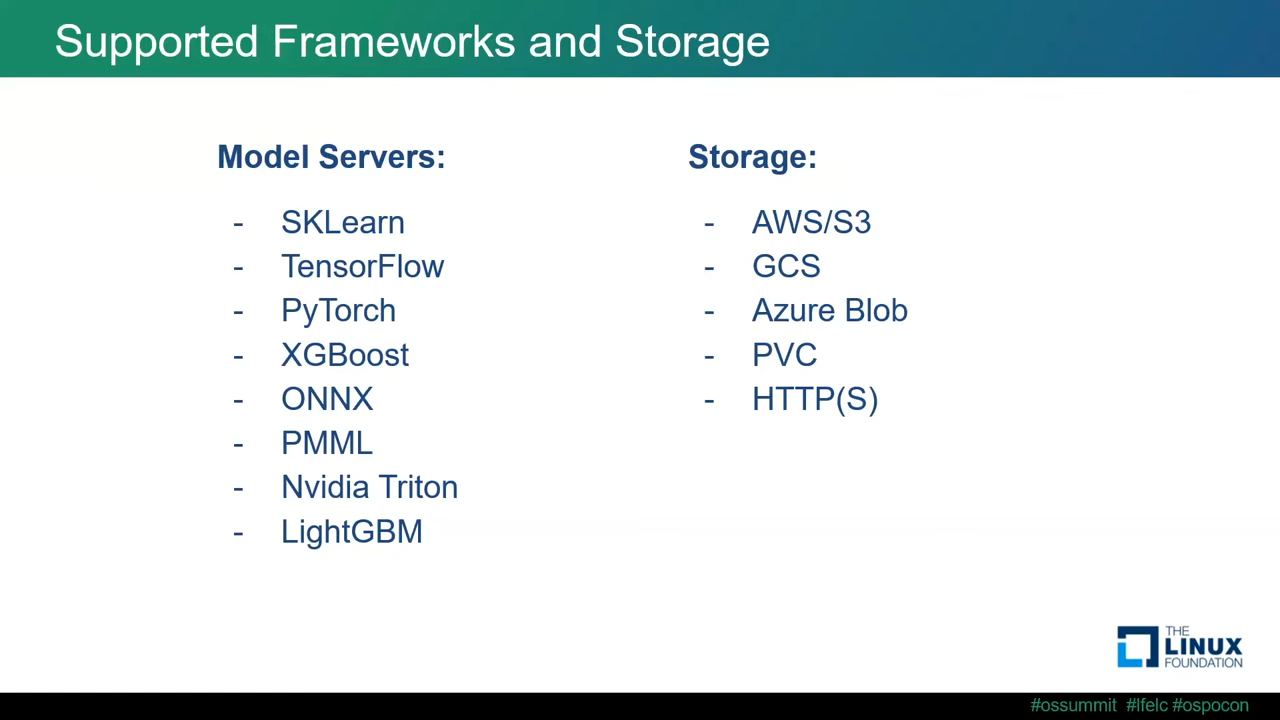 Supported Frameworks and Storage
Model Servers:
- SKLearn
- TensorFlow
- PyTorch
- XGBoost
- ONNX
- PMML
- Nvidia Triton
- LightGBM
Storage:
- AWS/S3
- GCS
- Azure Blob
- PVC
- HTTP(S)
THE
LINUX
FOUNDATION
#ossummit #lfelc #ospocon